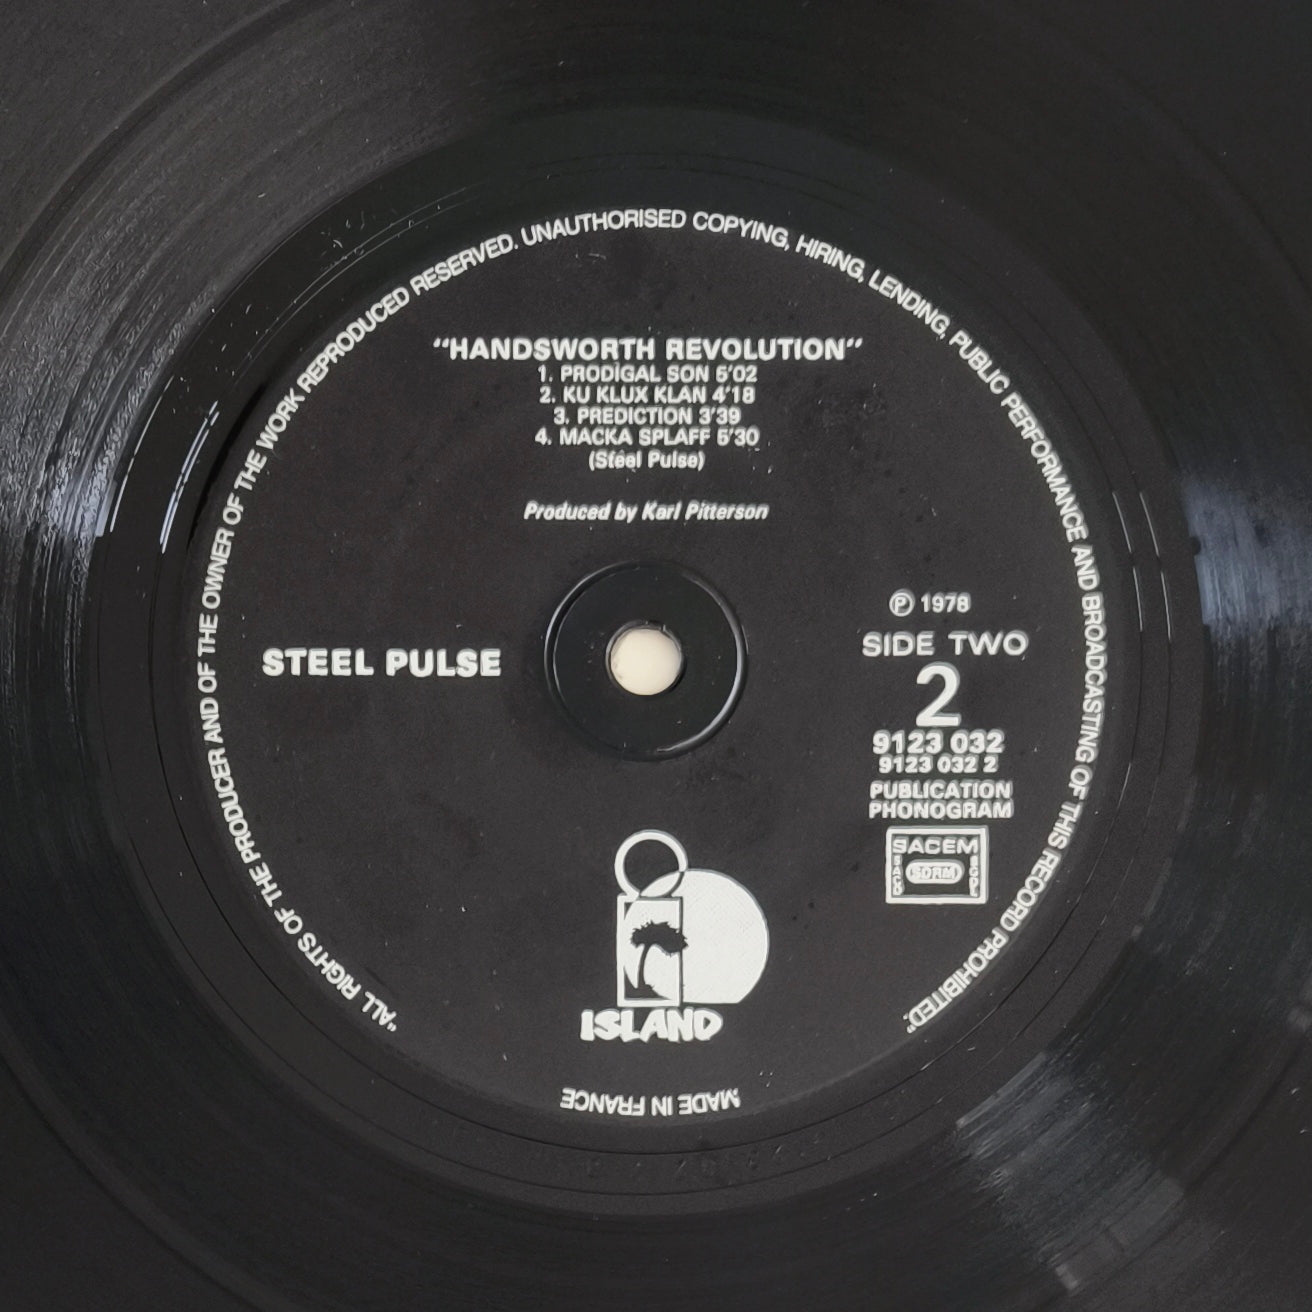 "ALL RIGHTS OF THE PRODUCER AND OF THE OWNER OF THE WORK REPRODUCED RESERVED. UNAUTHORISED COPYING, HIRING, LENDING, PUBLIC PERFORMANCE AND BROADCASTING OF THIS RECORD PROHIBITED."
"HANDSWORTH REVOLUTION"
1. PRODIGAL SON 5'02
2. KU KLUX KLAN 4'18
3. PREDICTION 3'39
4. MACKA SPLAFF 5'30
(Steel Pulse)
Produced by Karl Pitterson
STEEL PULSE
℗ 1978
SIDE TWO
2
9123 032
9123 032 2
PUBLICATION
PHONOGRAM
SACEM
SACD SDRM SGDL
ISLAND
MADE IN FRANCE